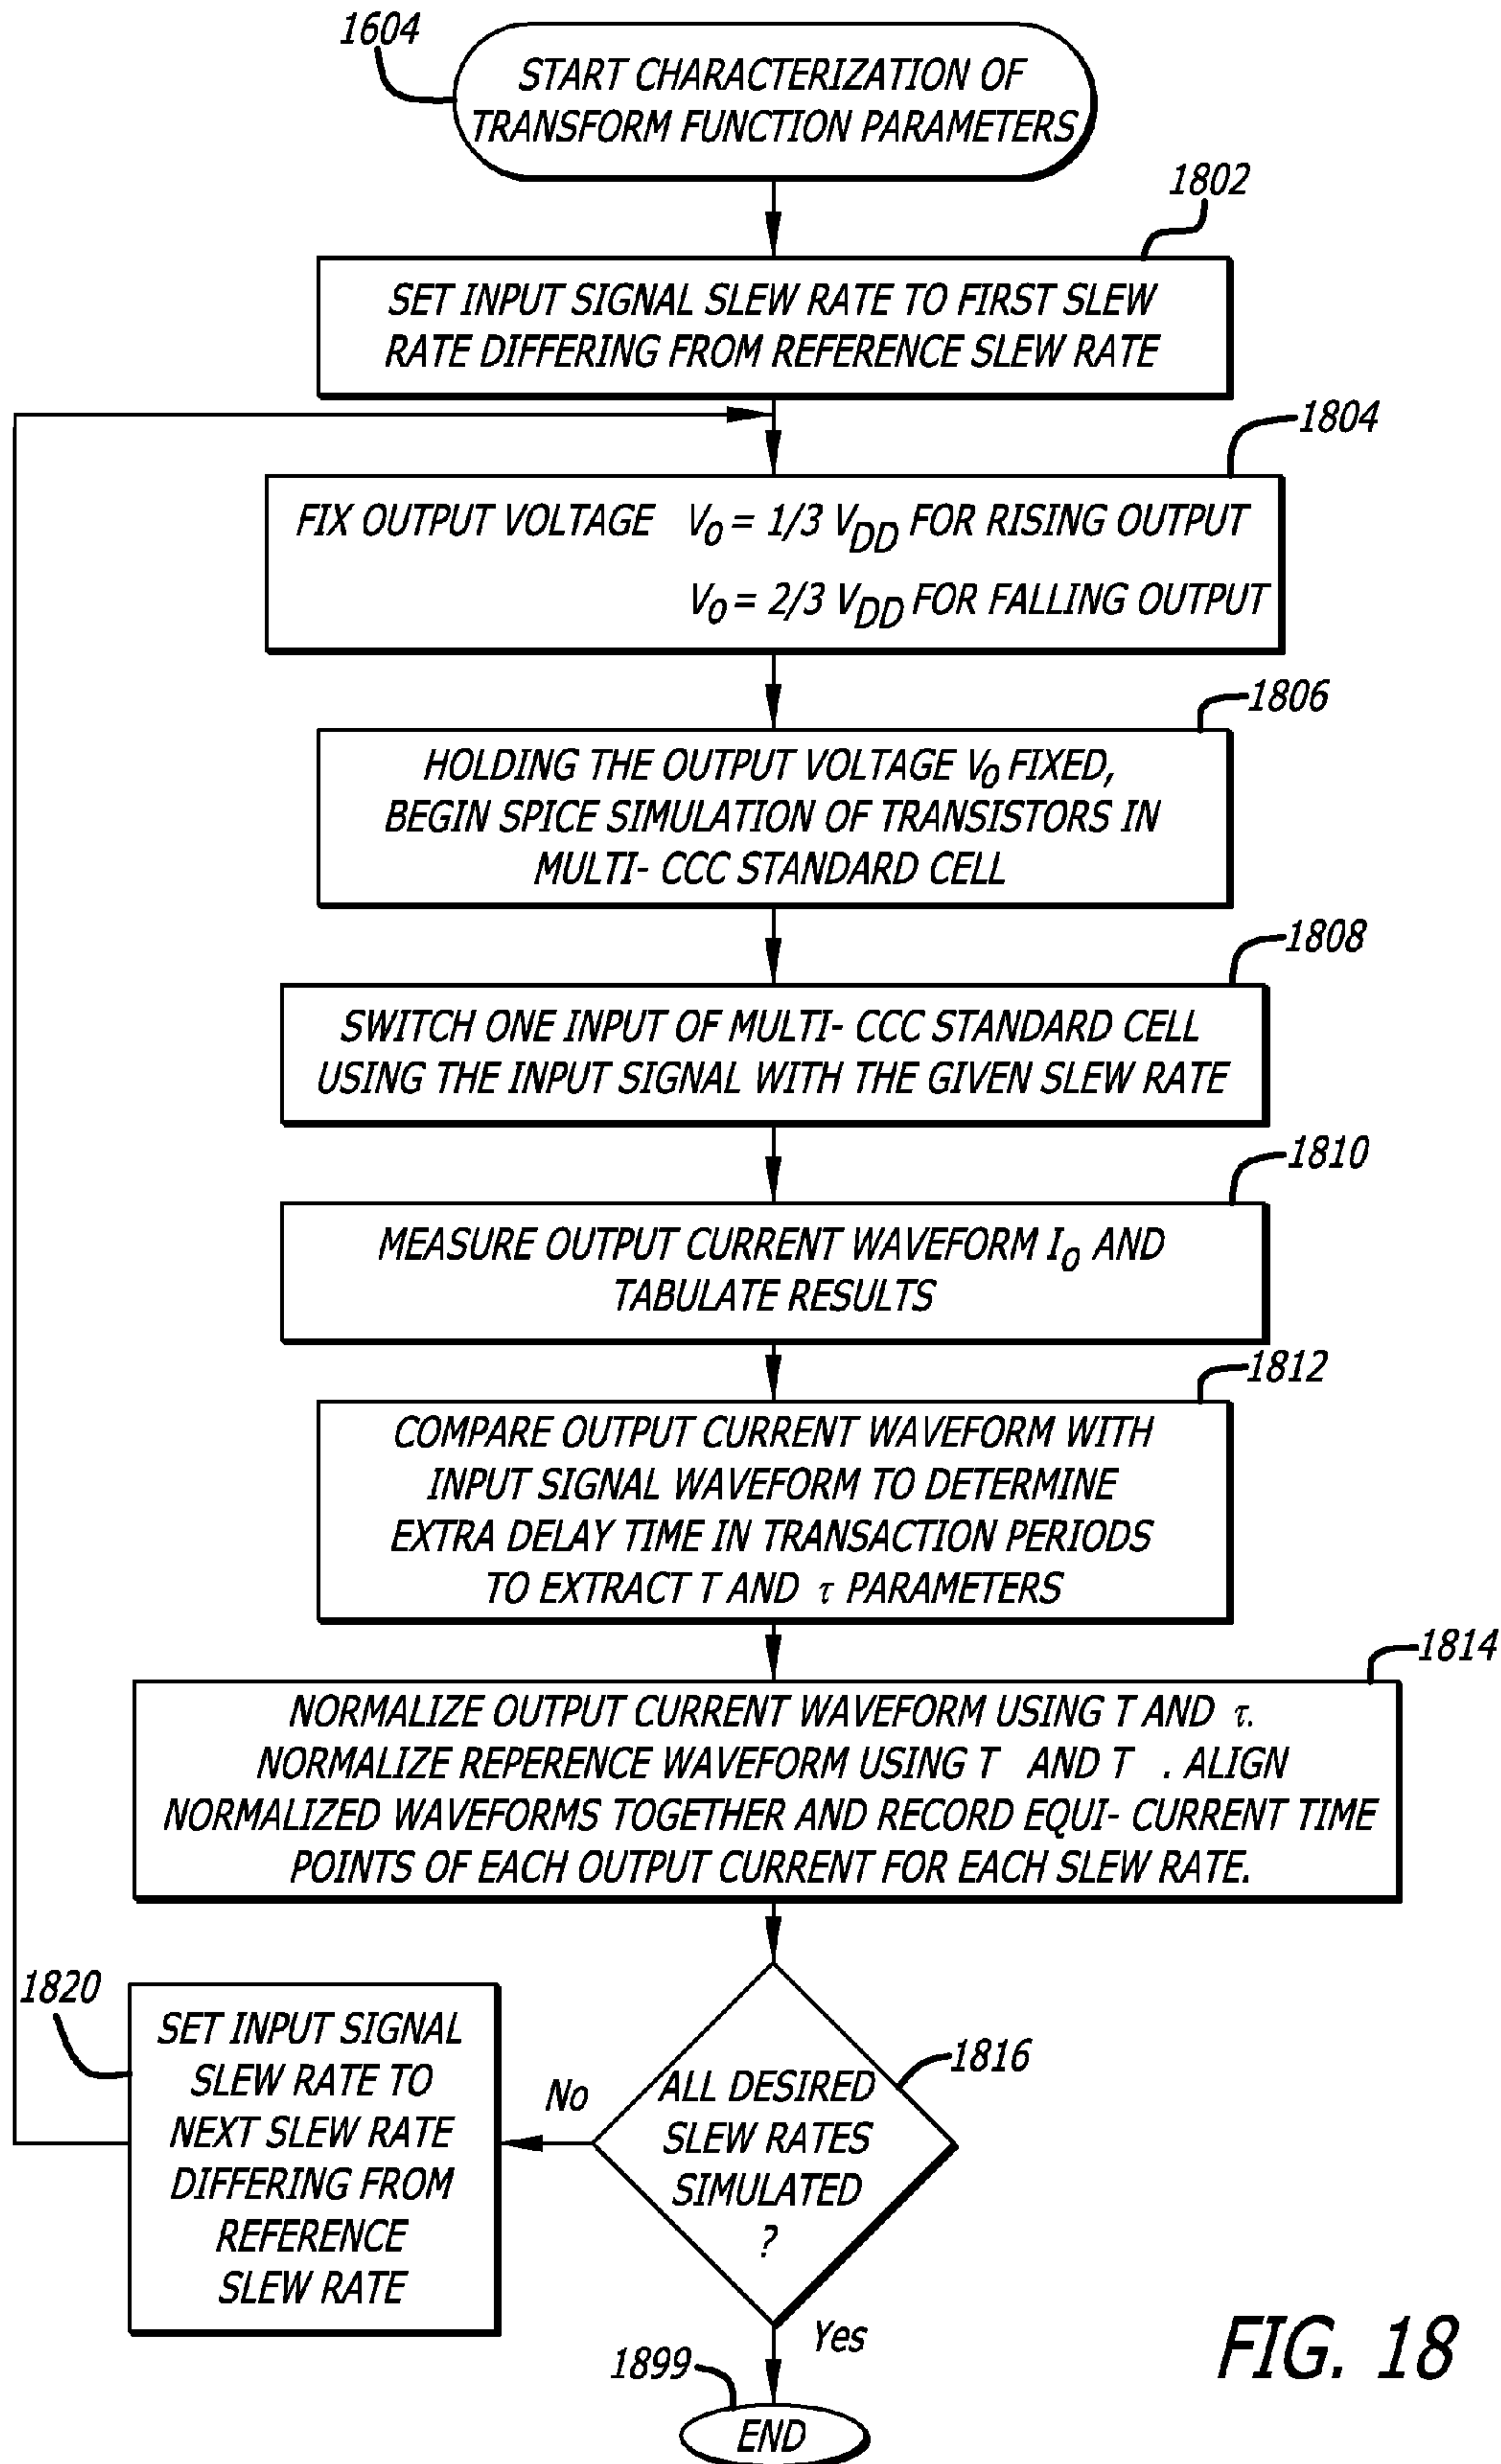 1604
START CHARACTERIZATION OF
TRANSFORM FUNCTION PARAMETERS
1802
SET INPUT SIGNAL SLEW RATE TO FIRST SLEW
RATE DIFFERING FROM REFERENCE SLEW RATE
1804
FIX OUTPUT VOLTAGE V₀ = 1/3 V_DD FOR RISING OUTPUT
V₀ = 2/3 V_DD FOR FALLING OUTPUT
1806
HOLDING THE OUTPUT VOLTAGE V₀ FIXED,
BEGIN SPICE SIMULATION OF TRANSISTORS IN
MULTI- CCC STANDARD CELL
1808
SWITCH ONE INPUT OF MULTI- CCC STANDARD CELL
USING THE INPUT SIGNAL WITH THE GIVEN SLEW RATE
1810
MEASURE OUTPUT CURRENT WAVEFORM I₀ AND
TABULATE RESULTS
1812
COMPARE OUTPUT CURRENT WAVEFORM WITH
INPUT SIGNAL WAVEFORM TO DETERMINE
EXTRA DELAY TIME IN TRANSACTION PERIODS
TO EXTRACT T AND τ PARAMETERS
1814
NORMALIZE OUTPUT CURRENT WAVEFORM USING T AND τ.
NORMALIZE REPERENCE WAVEFORM USING T AND T . ALIGN
NORMALIZED WAVEFORMS TOGETHER AND RECORD EQUI- CURRENT TIME
POINTS OF EACH OUTPUT CURRENT FOR EACH SLEW RATE.
1816
ALL DESIRED
SLEW RATES
SIMULATED
?
No
1820
SET INPUT SIGNAL
SLEW RATE TO
NEXT SLEW RATE
DIFFERING FROM
REFERENCE
SLEW RATE
Yes
1899
END
FIG. 18